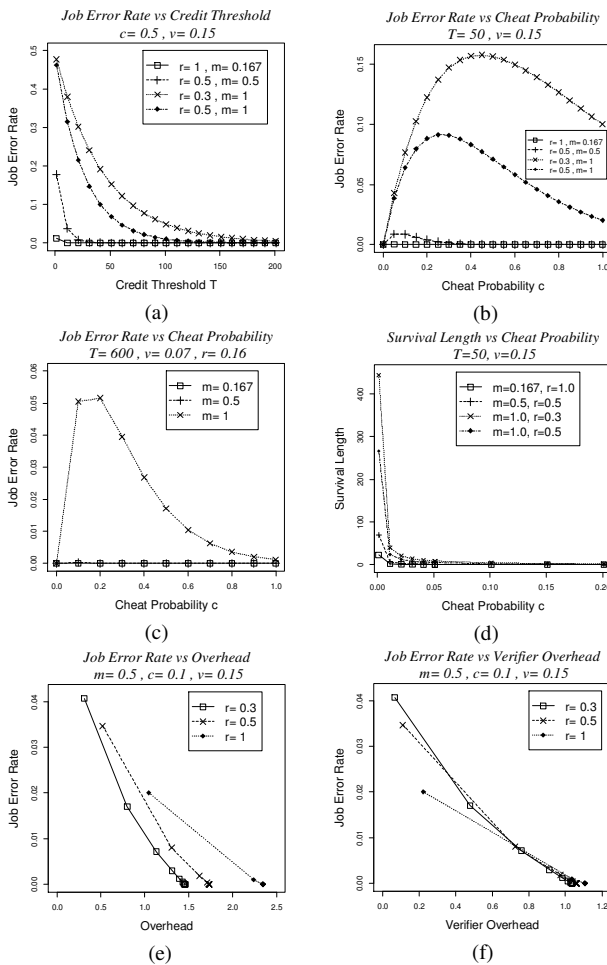 Job Error Rate vs Credit Threshold
c= 0.5 , v= 0.15
Job Error Rate
0.0 0.1 0.2 0.3 0.4 0.5
r= 1 , m= 0.167
r= 0.5 , m= 0.5
r= 0.3 , m= 1
r= 0.5 , m= 1
0 50 100 150 200
Credit Threshold T
(a)
Job Error Rate vs Cheat Probability
T= 50 , v= 0.15
Job Error Rate
0.00 0.05 0.10 0.15
r= 1 , m= 0.167
r= 0.5 , m= 0.5
r= 0.3 , m= 1
r= 0.5 , m= 1
0.0 0.2 0.4 0.6 0.8 1.0
Cheat Probability c
(b)
Job Error Rate vs Cheat Probability
T= 600 , v= 0.07 , r= 0.16
Job Error Rate
0.00 0.01 0.02 0.03 0.04 0.05 0.06
m= 0.167
m= 0.5
m= 1
0.0 0.2 0.4 0.6 0.8 1.0
Cheat Probability c
(c)
Survival Length vs Cheat Proability
T=50, v=0.15
Survival Length
0 100 200 300 400
m=0.167, r=1.0
m=0.5, r=0.5
m=1.0, r=0.3
m=1.0, r=0.5
0.00 0.05 0.10 0.15 0.20
Cheat Probability c
(d)
Job Error Rate vs Overhead
m= 0.5 , c= 0.1 , v= 0.15
Job Error Rate
0.00 0.01 0.02 0.03 0.04
r= 0.3
r= 0.5
r= 1
0.0 0.5 1.0 1.5 2.0 2.5
Overhead
(e)
Job Error Rate vs Verifier Overhead
m= 0.5 , c= 0.1 , v= 0.15
Job Error Rate
0.00 0.01 0.02 0.03 0.04
r= 0.3
r= 0.5
r= 1
0.0 0.2 0.4 0.6 0.8 1.0 1.2
Verifier Overhead
(f)